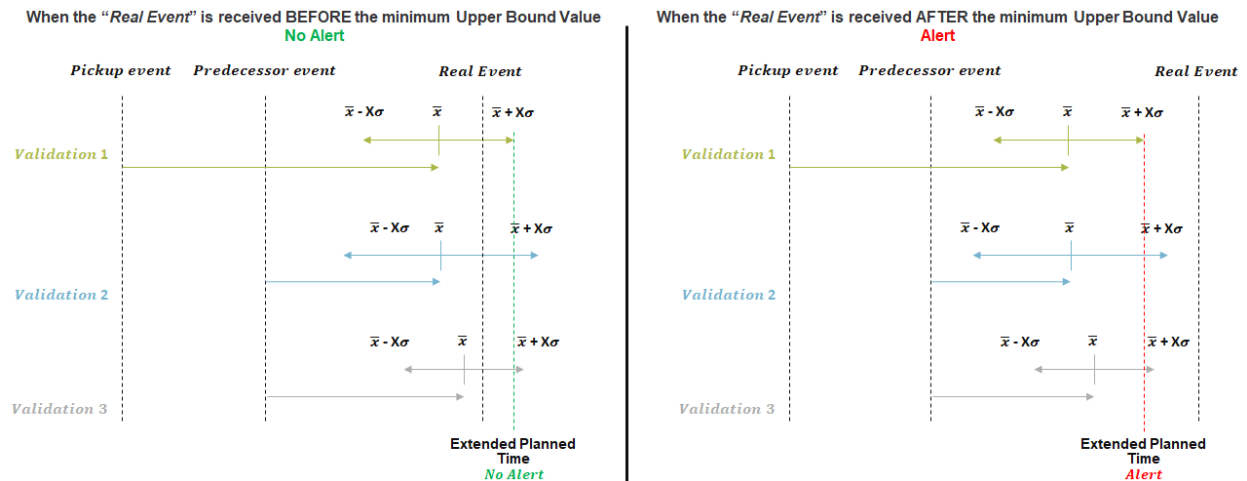 When the “Real Event” is received BEFORE the minimum Upper Bound Value
No Alert
Pickup event Predecessor event Real Event
x̅ - Xσ x̅ x̅ + Xσ
Validation 1
x̅ - Xσ x̅ x̅ + Xσ
Validation 2
x̅ - Xσ x̅ x̅ + Xσ
Validation 3
Extended Planned
Time
No Alert
When the “Real Event” is received AFTER the minimum Upper Bound Value
Alert
Pickup event Predecessor event Real Event
x̅ - Xσ x̅ x̅ + Xσ
Validation 1
x̅ - Xσ x̅ x̅ + Xσ
Validation 2
x̅ - Xσ x̅ x̅ + Xσ
Validation 3
Extended Planned
Time
Alert